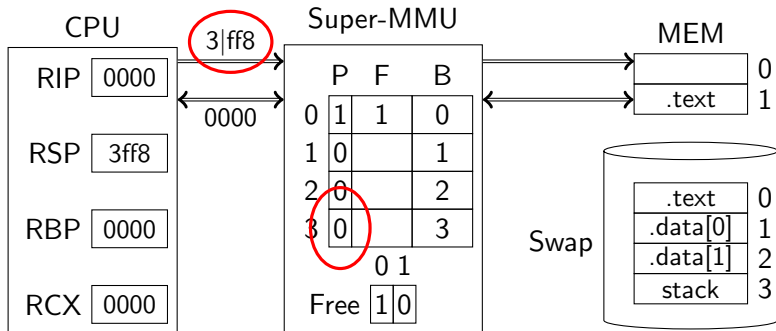 CPU
3|ff8
Super-MMU
MEM
RIP 0000
0000
RSP 3ff8
RBP 0000
RCX 0000
P F B
0 1 1 0
1 0 1
2 0 2
3 0 3
0 1
Free 1 0
0
.text 1
Swap
.text 0
.data[0] 1
.data[1] 2
stack 3